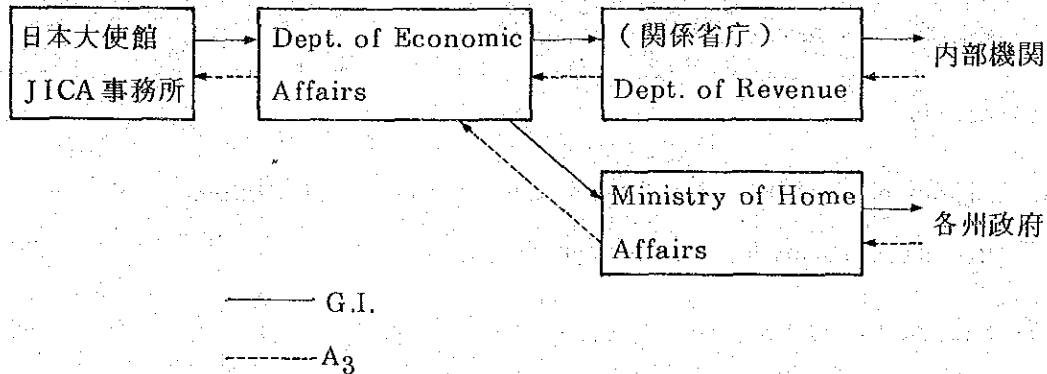 日本大使館
JICA事務所
Dept. of Economic
Affairs
(関係省庁)
Dept. of Revenue
内部機関
Ministry of Home
Affairs
各州政府
G.I.
A3